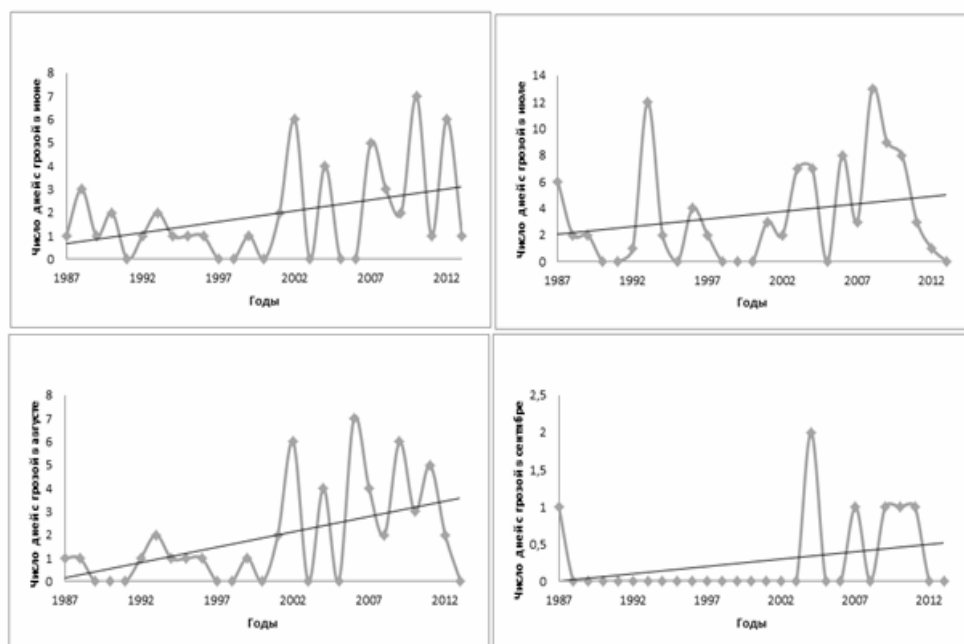 Число дней с грозой в июне
8
7
6
5
4
3
2
1
0
1987 1992 1997 2002 2007 2012
Годы
Число дней с грозой в июле
14
12
10
8
6
4
2
0
1987 1992 1997 2002 2007 2012
Годы
Число дней с грозой в августе
8
7
6
5
4
3
2
1
0
1987 1992 1997 2002 2007 2012
Годы
Число дней с грозой в сентябре
2,5
2
1,5
1
0,5
0
1987 1992 1997 2002 2007 2012
Годы